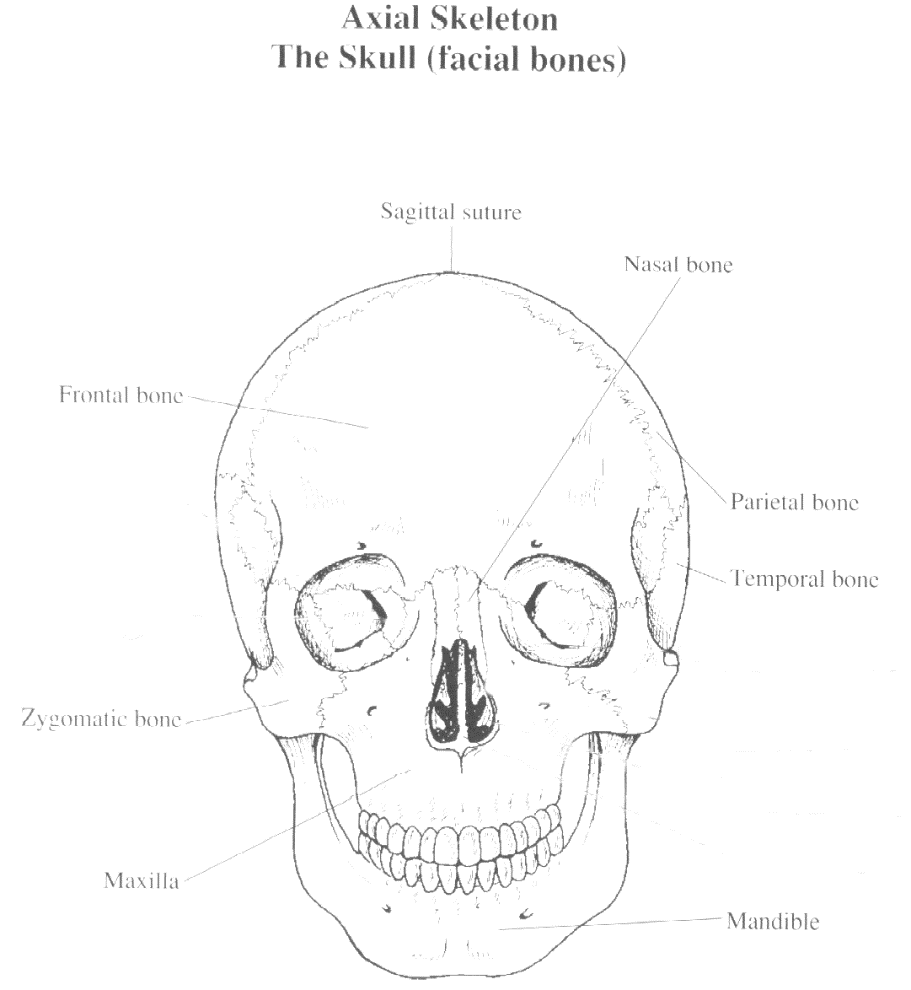 Axial Skeleton
The Skull (facial bones)
Sagittal suture
Nasal bone
Frontal bone
Parietal bone
Temporal bone
Zygomatic bone
Maxilla
Mandible